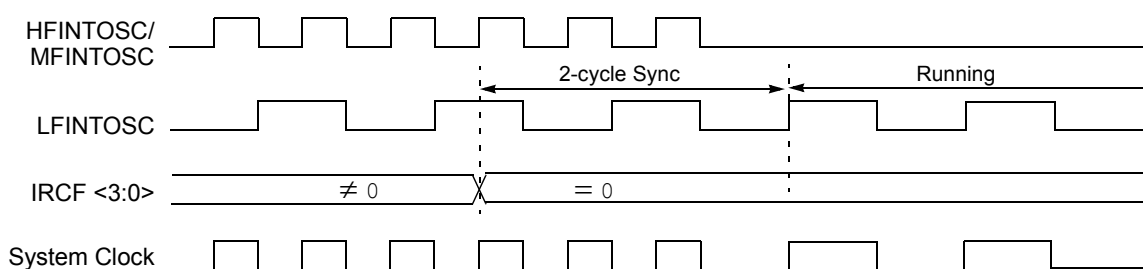 HFINTOSC/
MFINTOSC
2-cycle Sync
Running
LFINTOSC
IRCF <3:0>
≠ 0
= 0
System Clock